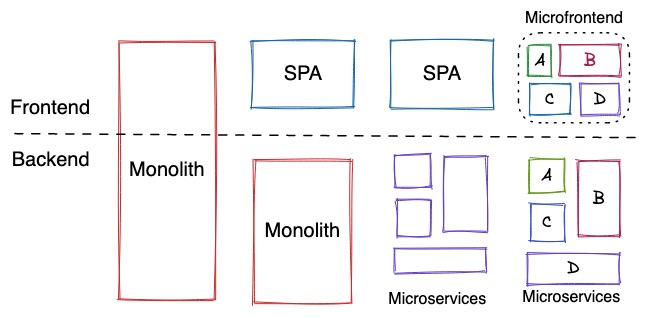 Microfrontend
SPA
SPA
A
B
C
D
Frontend
Backend
Monolith
Monolith
A
B
C
D
Microservices
Microservices